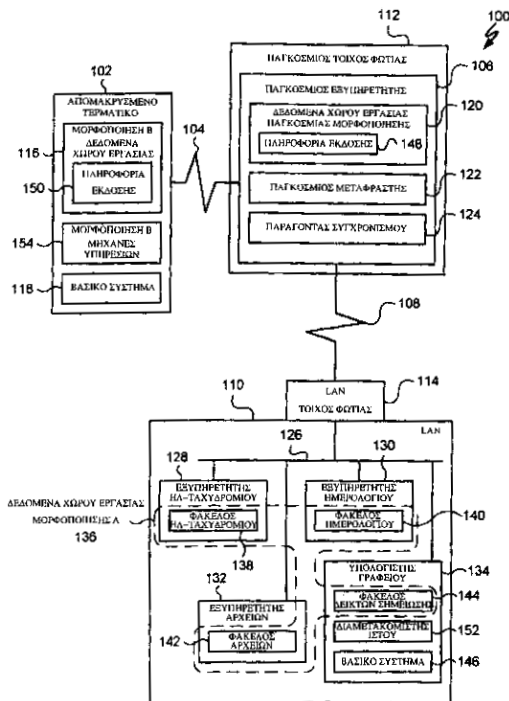 100
112
ΠΑΓΚΟΣΜΙΟΣ ΤΟΙΧΟΣ ΦΩΤΙΑΣ
106
ΠΑΓΚΟΣΜΙΟΣ ΕΞΥΠΗΡΕΤΗΤΗΣ
ΔΕΔΟΜΕΝΑ ΧΩΡΟΥ ΕΡΓΑΣΙΑΣ
ΠΑΓΚΟΣΜΙΑΣ ΜΟΡΦΟΠΟΙΗΣΗΣ
120
ΠΛΗΡΟΦΟΡΙΑ ΕΚΔΟΣΗΣ
148
ΠΑΓΚΟΣΜΙΟΣ ΜΕΤΑΦΡΑΣΤΗΣ
122
ΠΑΡΑΓΟΝΤΑΣ ΣΥΓΧΡΟΝΙΣΜΟΥ
124
102
ΑΠΟΜΑΚΡΥΣΜΕΝΟ
ΤΕΡΜΑΤΙΚΟ
116
ΜΟΡΦΟΠΟΙΗΣΗ Β
ΔΕΔΟΜΕΝΑ
ΧΩΡΟΥ ΕΡΓΑΣΙΑΣ
150
ΠΛΗΡΟΦΟΡΙΑ
ΕΚΔΟΣΗΣ
154
ΜΟΡΦΟΠΟΙΗΣΗ Β
ΜΗΧΑΝΕΣ
ΥΠΗΡΕΣΙΩΝ
118
ΒΑΣΙΚΟ ΣΥΣΤΗΜΑ
104
108
LAN
ΤΟΙΧΟΣ ΦΩΤΙΑΣ
114
110
LAN
126
128
ΕΞΥΠΗΡΕΤΗΤΗΣ
ΗΛ-ΤΑΧΥΔΡΟΜΙΟΥ
ΦΑΚΕΛΟΣ
ΗΛ-ΤΑΧΥΔΡΟΜΙΟΥ
138
130
ΕΞΥΠΗΡΕΤΗΤΗΣ
ΗΜΕΡΟΛΟΓΙΟΥ
ΦΑΚΕΛΟΣ
ΗΜΕΡΟΛΟΓΙΟΥ
140
ΔΕΔΟΜΕΝΑ ΧΩΡΟΥ ΕΡΓΑΣΙΑΣ
ΜΟΡΦΟΠΟΙΗΣΗΣ Α
136
132
ΕΞΥΠΗΡΕΤΗΤΗΣ
ΑΡΧΕΙΩΝ
142
ΦΑΚΕΛΟΣ
ΑΡΧΕΙΩΝ
ΥΠΟΛΟΓΙΣΤΗΣ
ΓΡΑΦΕΙΟΥ
134
ΦΑΚΕΛΟΣ
ΔΕΙΚΤΩΝ ΣΗΜΕΙΩΣΗΣ
144
ΔΙΑΜΕΤΑΚΟΜΙΣΤΗΣ
ΙΣΤΟΥ
152
ΒΑΣΙΚΟ ΣΥΣΤΗΜΑ
146